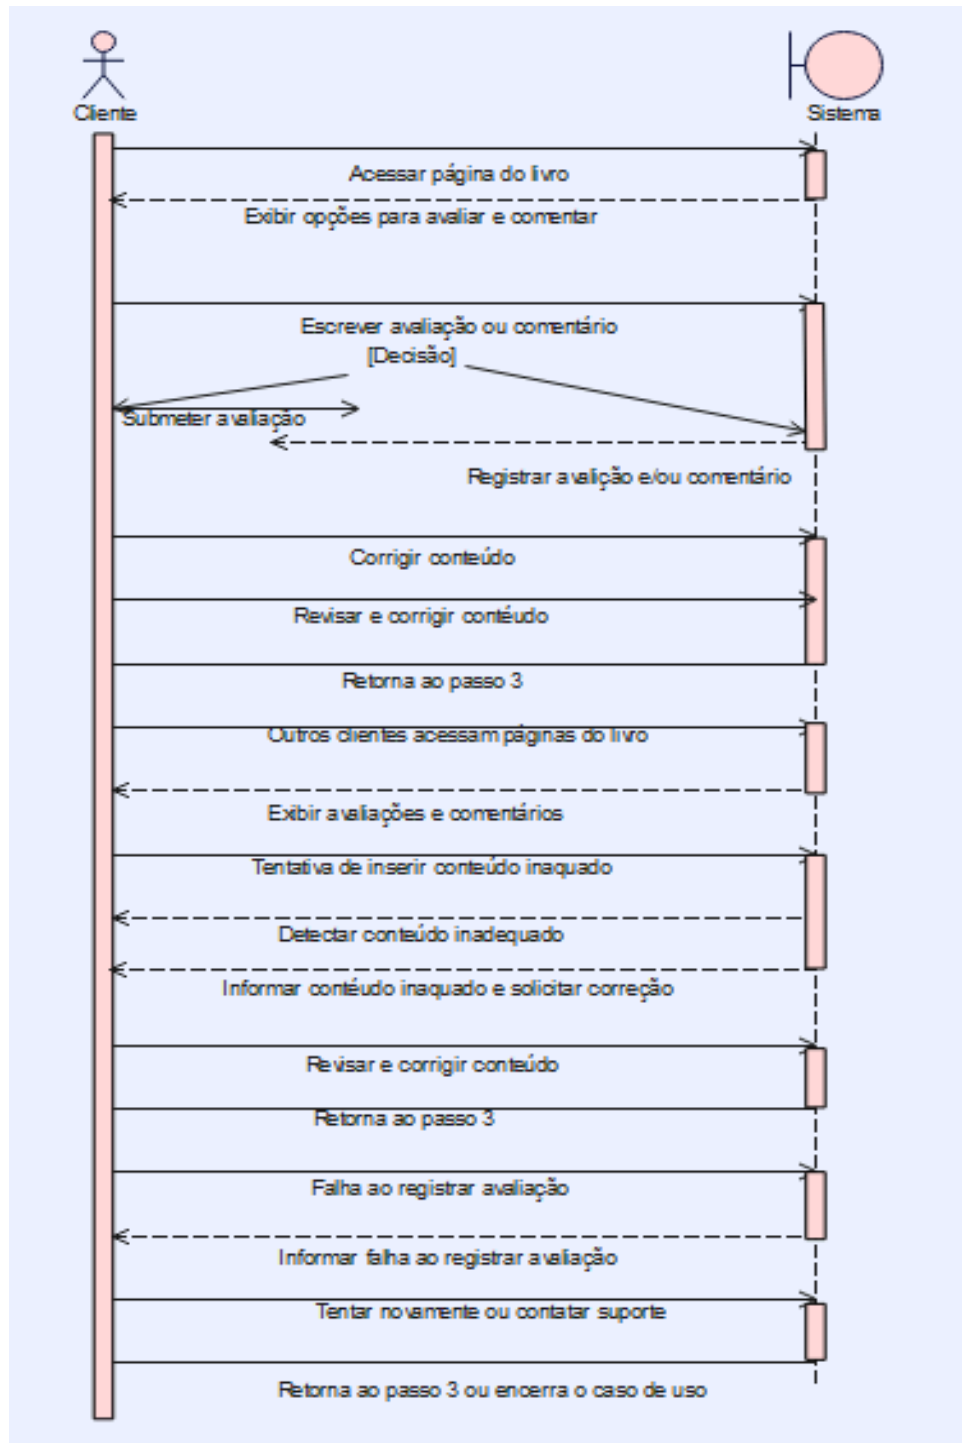 Cliente
Sistema
Acessar página do livro
Exibir opções para avaliar e comentar
Escrever avaliação ou comentário
[Decisão]
Submeter avaliação
Registrar avalição e/ou comentário
Corrigir conteúdo
Revisar e corrigir contéudo
Retorna ao passo 3
Outros clientes acessam páginas do livro
Exibir avaliações e comentários
Tentativa de inserir conteúdo inaquado
Detectar conteúdo inadequado
Informar contéudo inaquado e solicitar correção
Revisar e corrigir conteúdo
Retorna ao passo 3
Falha ao registrar avaliação
Informar falha ao registrar avaliação
Tentar novamente ou contatar suporte
Retorna ao passo 3 ou encerra o caso de uso